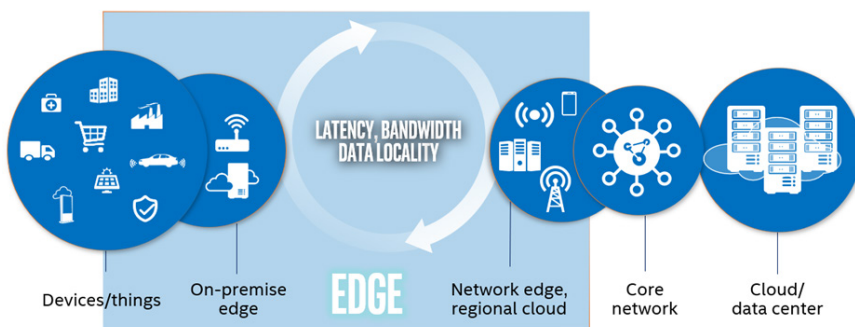 LATENCY, BANDWIDTH
DATA LOCALITY
EDGE
Devices/things
On-premise
edge
Network edge,
regional cloud
Core
network
Cloud/
data center